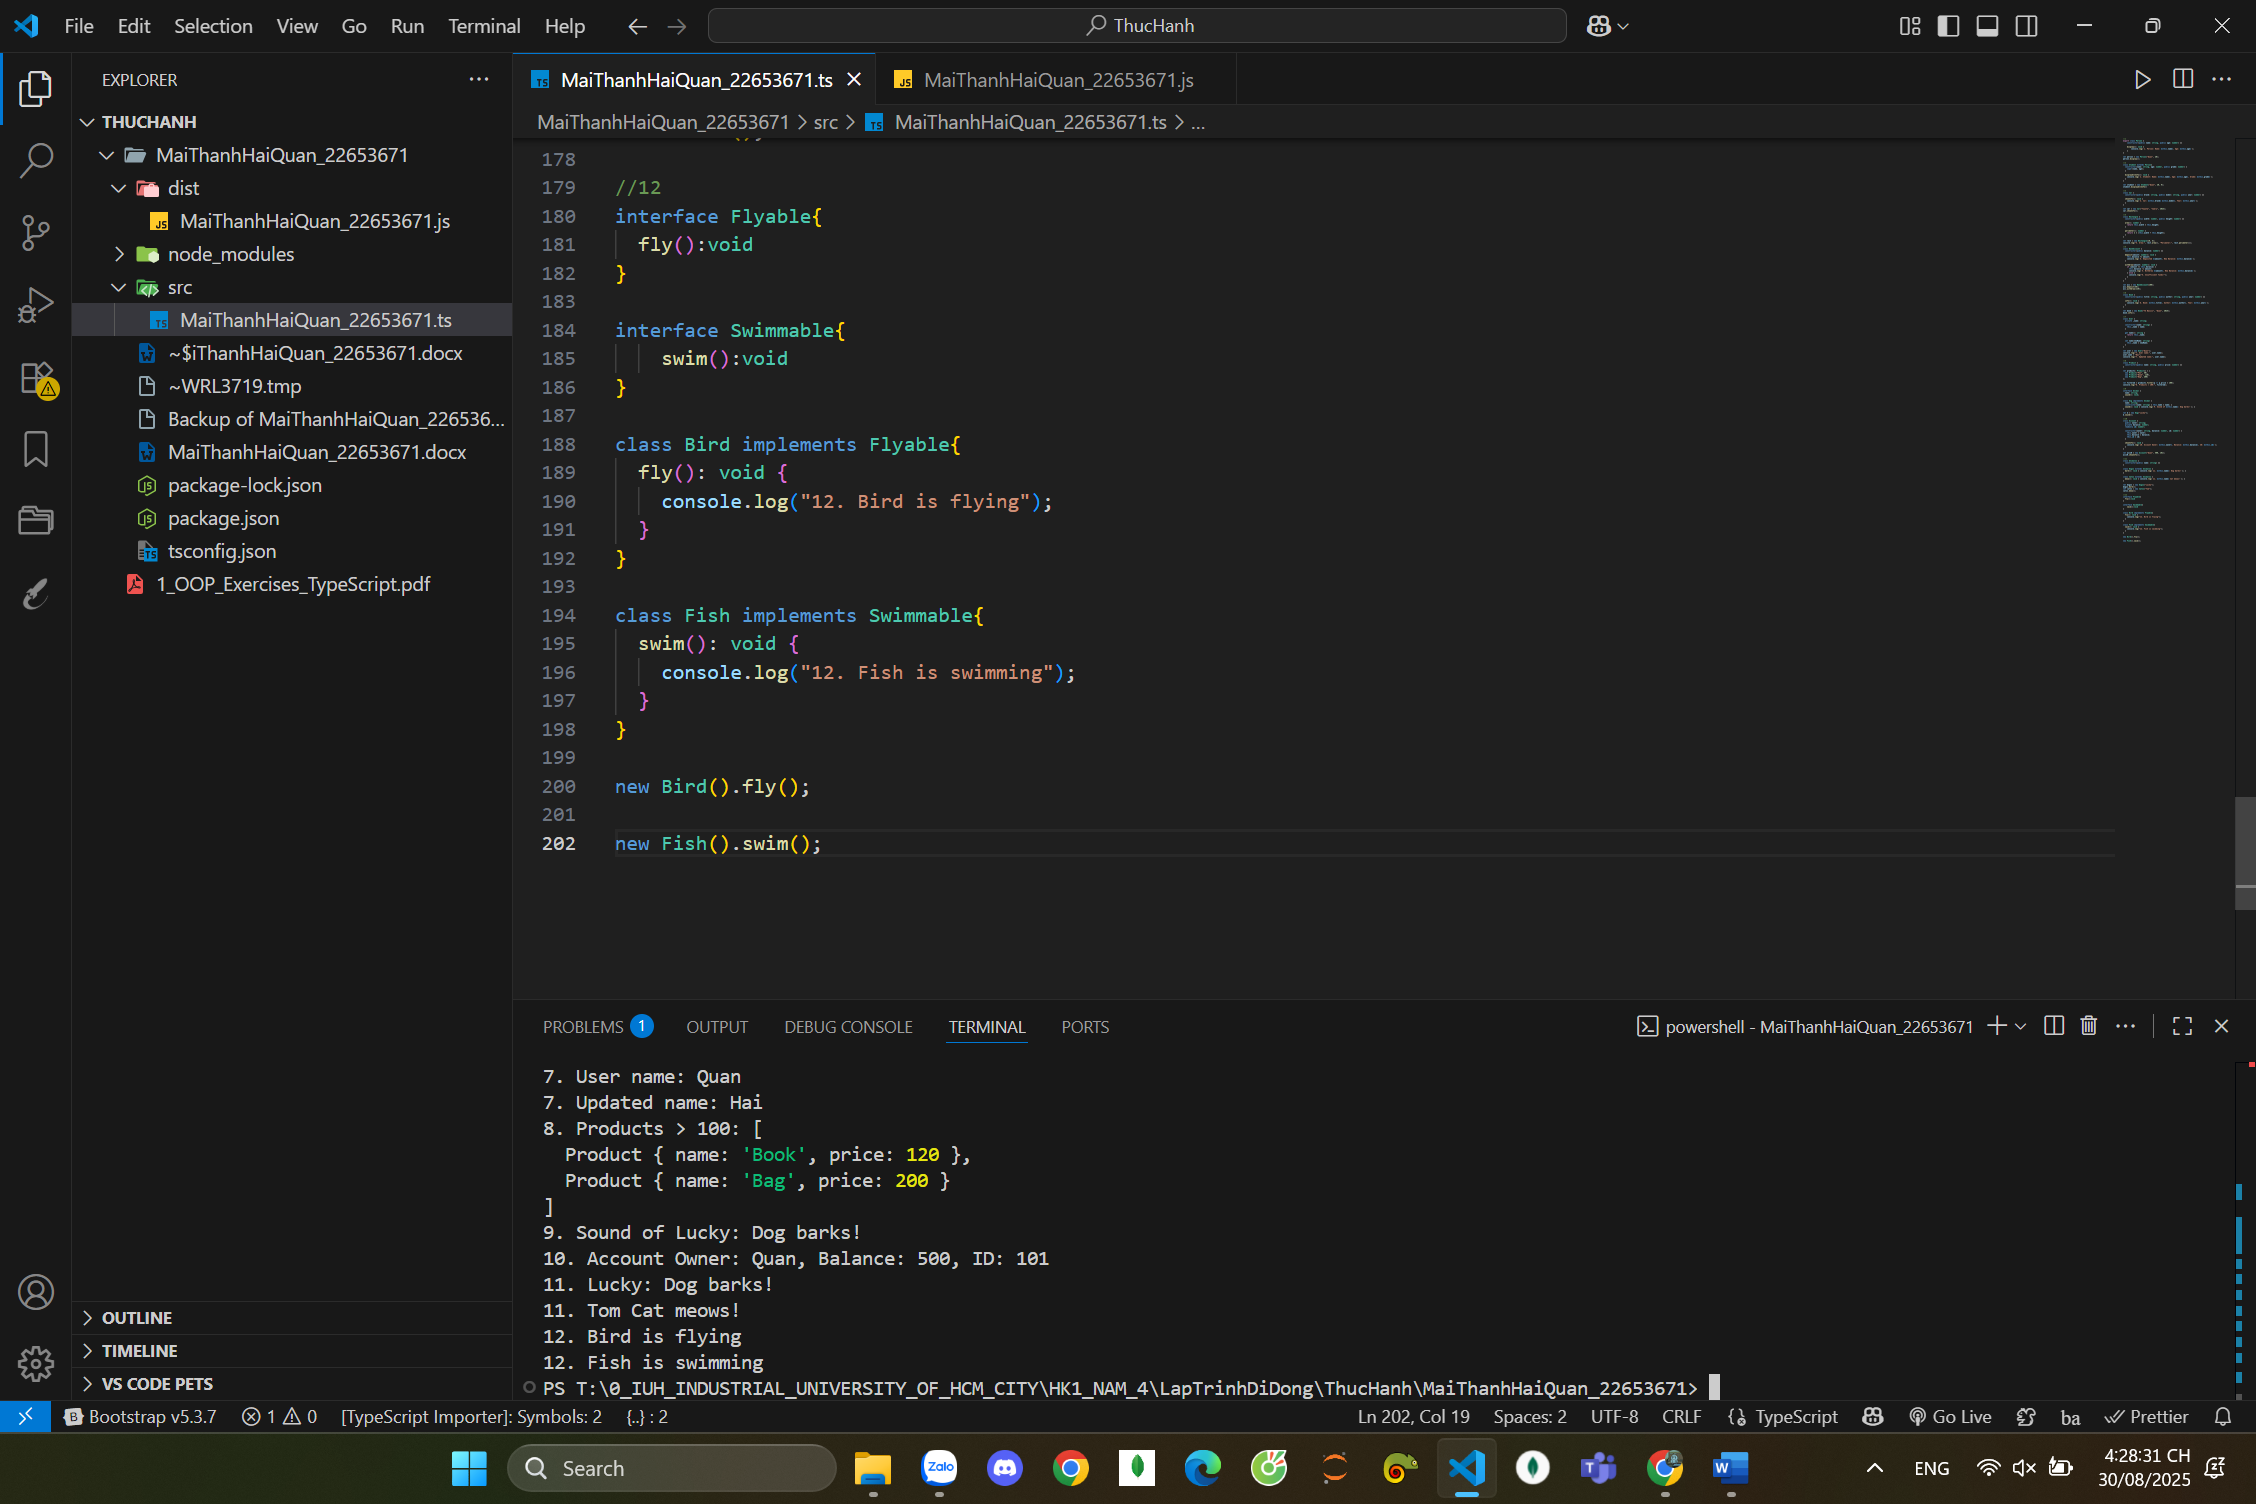 File Edit Selection View Go Run Terminal Help
ThucHanh
EXPLORER
THUCHANH
MaiThanhHaiQuan_22653671
dist
MaiThanhHaiQuan_22653671.js
node_modules
src
MaiThanhHaiQuan_22653671.ts
~$iThanhHaiQuan_22653671.docx
~WRL3719.tmp
Backup of MaiThanhHaiQuan_226536...
MaiThanhHaiQuan_22653671.docx
package-lock.json
package.json
tsconfig.json
1_OOP_Exercises_TypeScript.pdf
OUTLINE
TIMELINE
VS CODE PETS
MaiThanhHaiQuan_22653671.ts
MaiThanhHaiQuan_22653671.js
MaiThanhHaiQuan_22653671 > src > MaiThanhHaiQuan_22653671.ts > ...
178
179 //12
180 interface Flyable{
181 fly():void
182 }
183
184 interface Swimmable{
185 swim():void
186 }
187
188 class Bird implements Flyable{
189 fly(): void {
190 console.log("12. Bird is flying");
191 }
192 }
193
194 class Fish implements Swimmable{
195 swim(): void {
196 console.log("12. Fish is swimming");
197 }
198 }
199
200 new Bird().fly();
201
202 new Fish().swim();
PROBLEMS 1 OUTPUT DEBUG CONSOLE TERMINAL PORTS
powershell - MaiThanhHaiQuan_22653671
7. User name: Quan
7. Updated name: Hai
8. Products > 100: [
Product { name: 'Book', price: 120 },
Product { name: 'Bag', price: 200 }
]
9. Sound of Lucky: Dog barks!
10. Account Owner: Quan, Balance: 500, ID: 101
11. Lucky: Dog barks!
11. Tom Cat meows!
12. Bird is flying
12. Fish is swimming
PS T:\0_IUH_INDUSTRIAL_UNIVERSITY_OF_HCM_CITY\HK1_NAM_4\LapTrinhDiDong\ThucHanh\MaiThanhHaiQuan_22653671>
Bootstrap v5.3.7 1 0 [TypeScript Importer]: Symbols: 2 {..} : 2
Ln 202, Col 19 Spaces: 2 UTF-8 CRLF TypeScript Go Live ba Prettier
Search
Zalo
ENG
4:28:31 CH
30/08/2025